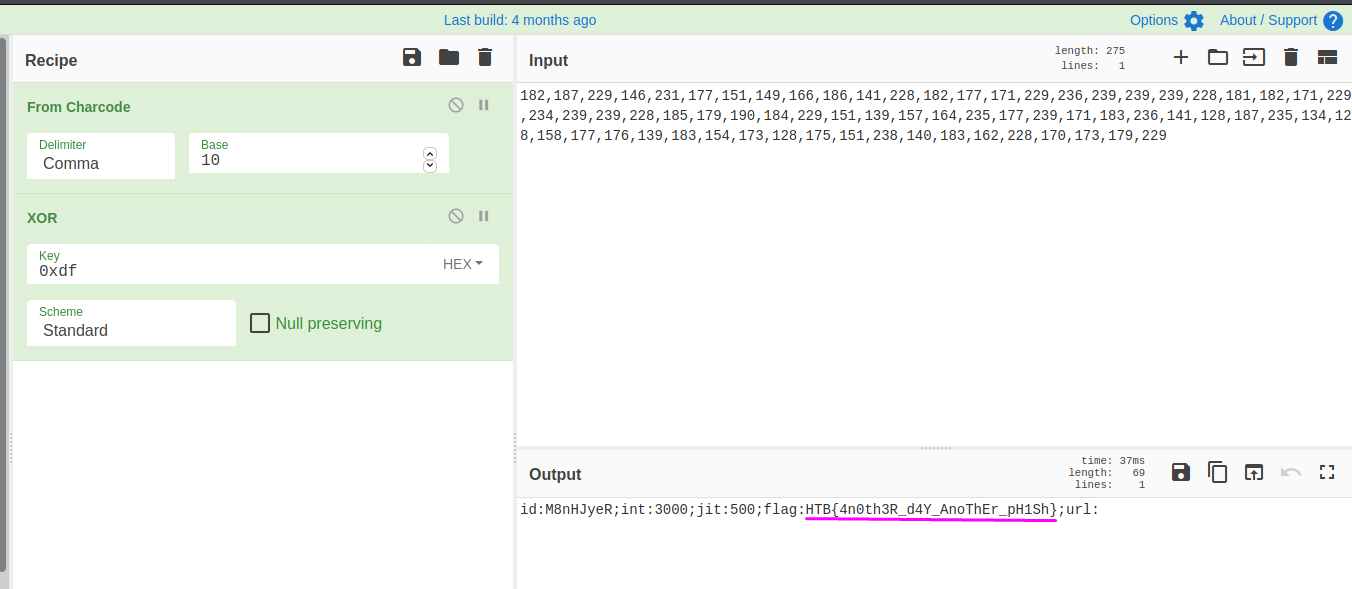 Last build: 4 months ago
Options
About / Support
Recipe
From Charcode
Delimiter
Comma
Base
10
XOR
Key
0xdf
HEX
Scheme
Standard
Null preserving
Input
length: 275
lines: 1
182,187,229,146,231,177,151,149,166,186,141,228,182,177,171,229,236,239,239,239,228,181,182,171,229
,234,239,239,228,185,179,190,184,229,151,139,157,164,235,177,239,171,183,236,141,128,187,235,134,12
8,158,177,176,139,183,154,173,128,175,151,238,140,183,162,228,170,173,179,229
Output
time: 37ms
length: 69
lines: 1
id:M8nHJyeR;int:3000;jit:500;flag:HTB{4n0th3R_d4Y_AnoThEr_pH1Sh};url: